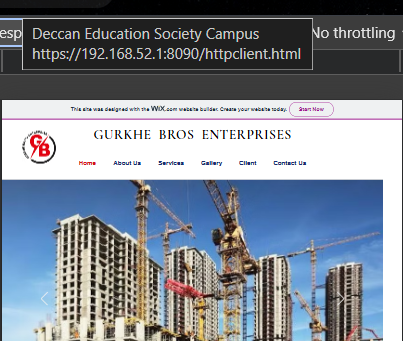 esp
Deccan Education Society Campus
https://192.168.52.1:8090/httpclient.html
No throttling
This site was designed with the WiX.com website builder. Create your website today.
Start Now
GB
GURKHE BROS ENTERPRISES
Home About Us Services Gallery Client Contact Us